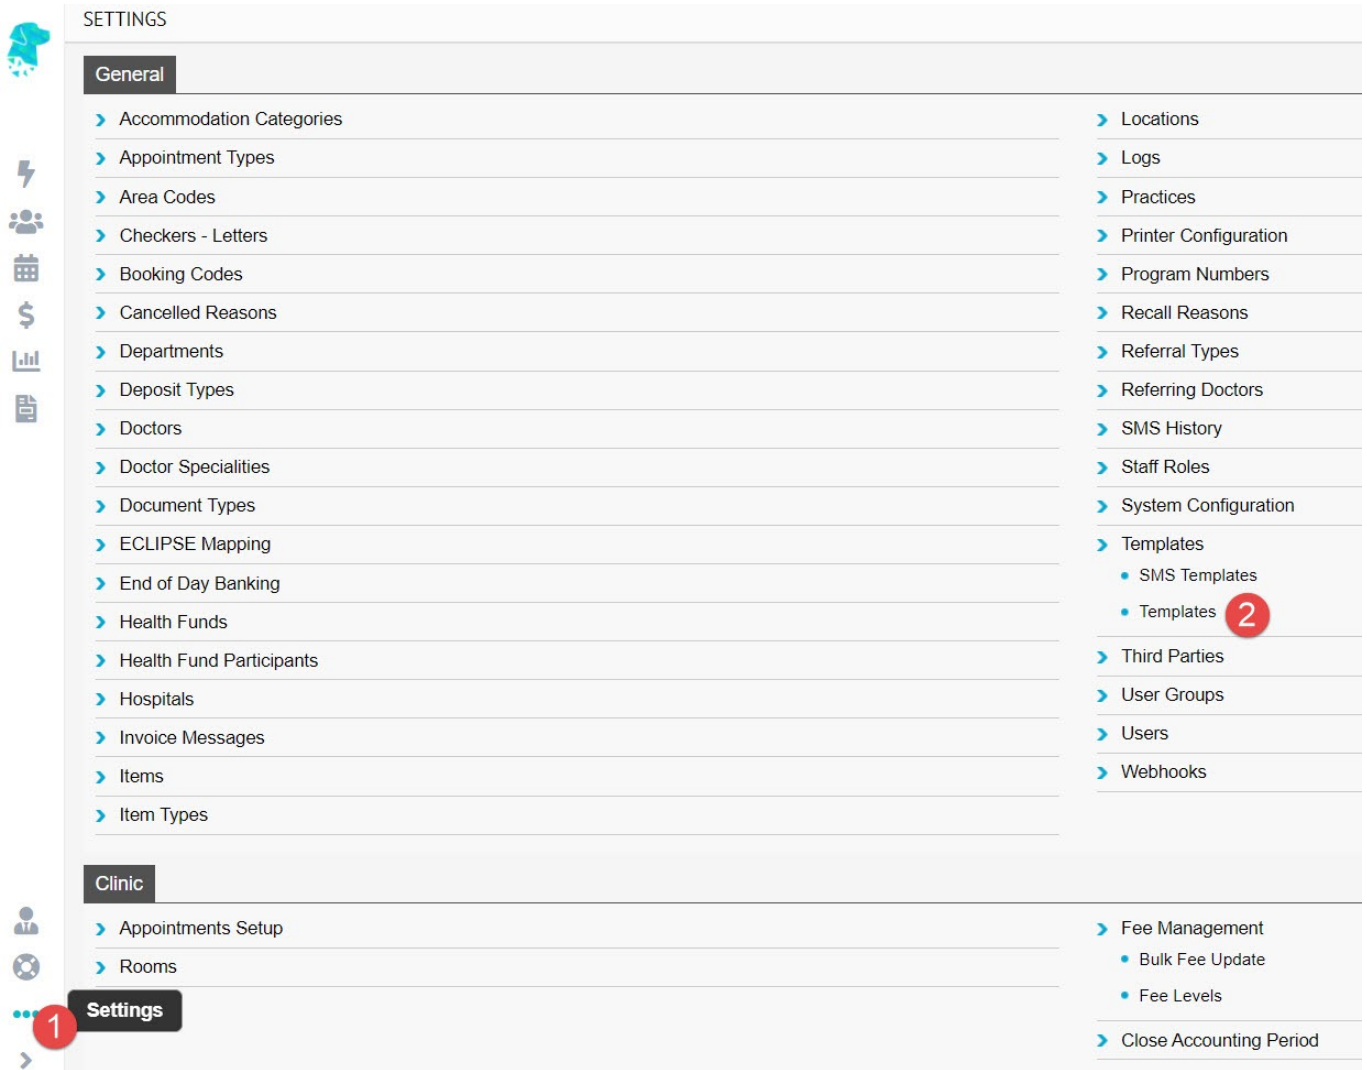 SETTINGS
General
Accommodation Categories
Appointment Types
Area Codes
Checkers - Letters
Booking Codes
Cancelled Reasons
Departments
Deposit Types
Doctors
Doctor Specialities
Document Types
ECLIPSE Mapping
End of Day Banking
Health Funds
Health Fund Participants
Hospitals
Invoice Messages
Items
Item Types
Locations
Logs
Practices
Printer Configuration
Program Numbers
Recall Reasons
Referral Types
Referring Doctors
SMS History
Staff Roles
System Configuration
Templates
SMS Templates
Templates 2
Third Parties
User Groups
Users
Webhooks
Clinic
Appointments Setup
Rooms
Fee Management
Bulk Fee Update
Fee Levels
Close Accounting Period
1 Settings